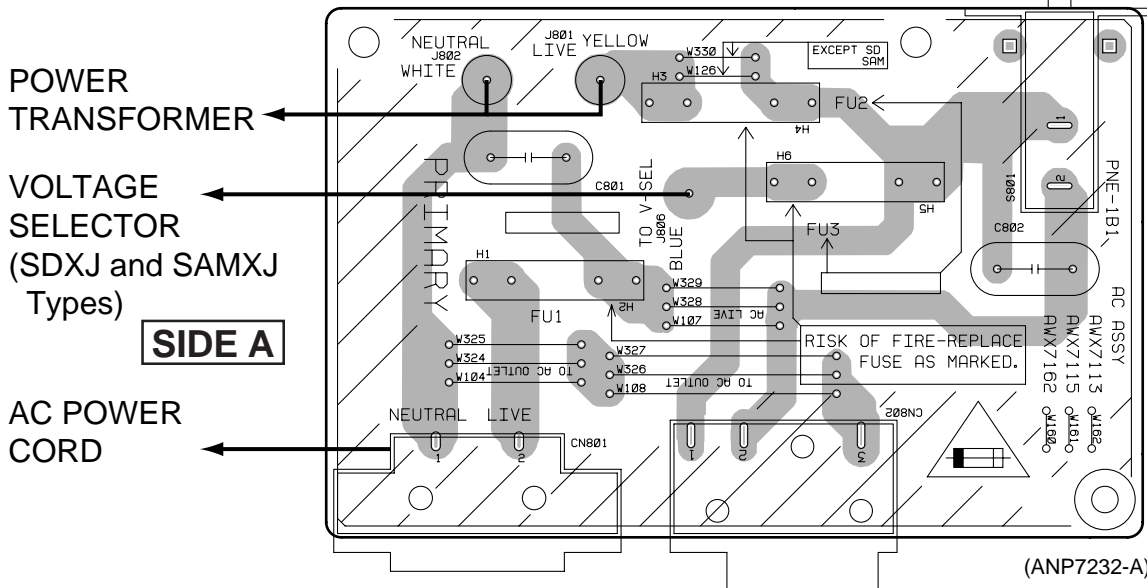 POWER
TRANSFORMER
VOLTAGE
SELECTOR
(SDXJ and SAMXJ
Types)
SIDE A
AC POWER
CORD
NEUTRAL
J802
WHITE
J801
LIVE YELLOW
W330
W126
EXCEPT SD
SAM
H3
FU2
H4
H6
H5
FU3
C801
TO V-SEL
J806
BLUE
PRIMARY
H1
H2
FU1
W329
W328
AC LIVE
W107
W325
W324
TO AC OUTLET
W104
W327
W326
TO AC OUTLET
W108
RISK OF FIRE-REPLACE
FUSE AS MARKED.
1
2
S801
PNE-1B1
C802
AC ASSY
AWX7113
AWX7115
AWX7162
W160
W161
W162
NEUTRAL LIVE
CN801
1
2
CN802
1
2
3
(ANP7232-A)